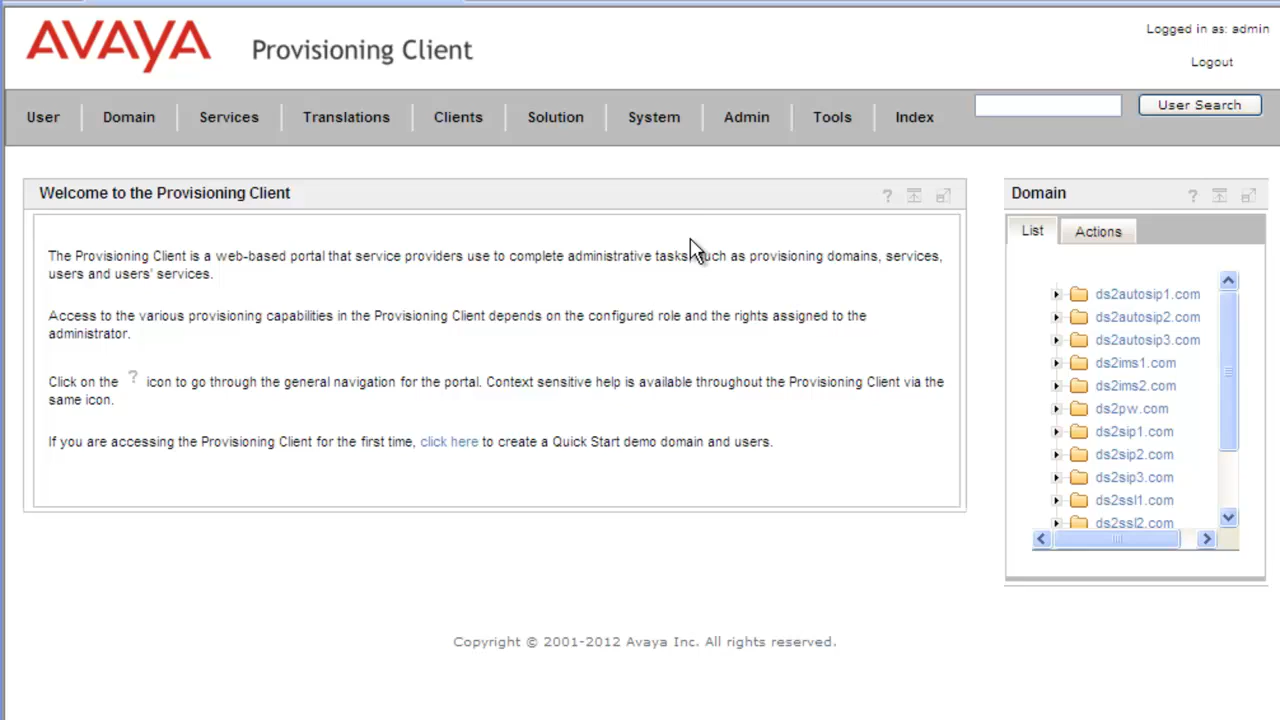 AVAYA
Provisioning Client
Logged in as: admin
Logout
User
Domain
Services
Translations
Clients
Solution
System
Admin
Tools
Index
User Search
Welcome to the Provisioning Client
?
The Provisioning Client is a web-based portal that service providers use to complete administrative tasks such as provisioning domains, services,
users and users' services.
Access to the various provisioning capabilities in the Provisioning Client depends on the configured role and the rights assigned to the
administrator.
Click on the ? icon to go through the general navigation for the portal. Context sensitive help is available throughout the Provisioning Client via the
same icon.
If you are accessing the Provisioning Client for the first time, click here to create a Quick Start demo domain and users.
Domain
?
List
Actions
ds2autosip1.com
ds2autosip2.com
ds2autosip3.com
ds2ims1.com
ds2ims2.com
ds2pw.com
ds2sip1.com
ds2sip2.com
ds2sip3.com
ds2ssl1.com
ds2ssl2.com
Copyright © 2001-2012 Avaya Inc. All rights reserved.